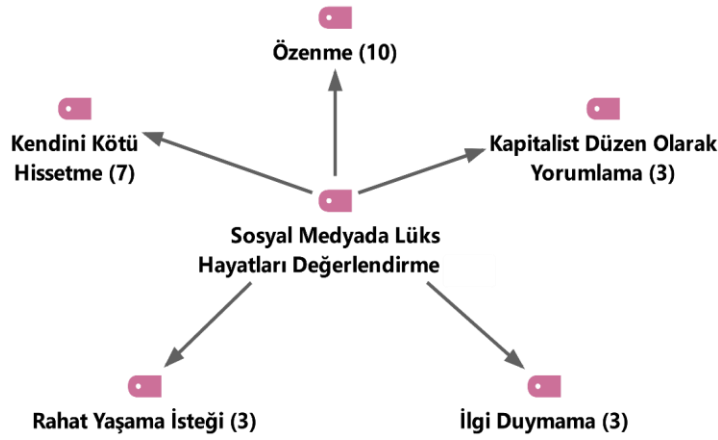 Özenme (10)
Kendini Kötü
Hissetme (7)
Kapitalist Düzen Olarak
Yorumlama (3)
Sosyal Medyada Lüks
Hayatları Değerlendirme
Rahat Yaşama İsteği (3)
İlgi Duymama (3)